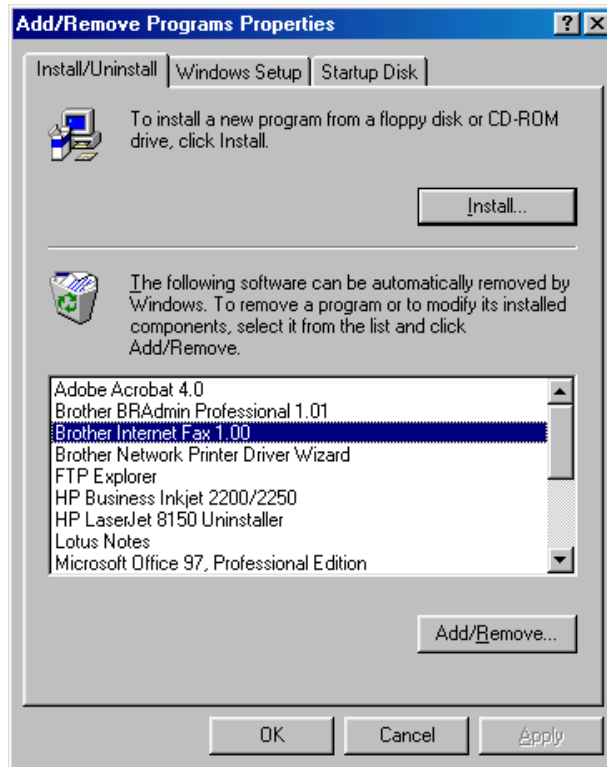 Add/Remove Programs Properties
Install/Uninstall Windows Setup Startup Disk
To install a new program from a floppy disk or CD-ROM
drive, click Install.
Install...
The following software can be automatically removed by
Windows. To remove a program or to modify its installed
components, select it from the list and click
Add/Remove.
Adobe Acrobat 4.0
Brother BRAdmin Professional 1.01
Brother Internet Fax 1.00
Brother Network Printer Driver Wizard
FTP Explorer
HP Business Inkjet 2200/2250
HP LaserJet 8150 Uninstaller
Lotus Notes
Microsoft Office 97, Professional Edition
Add/Remove...
OK Cancel Apply